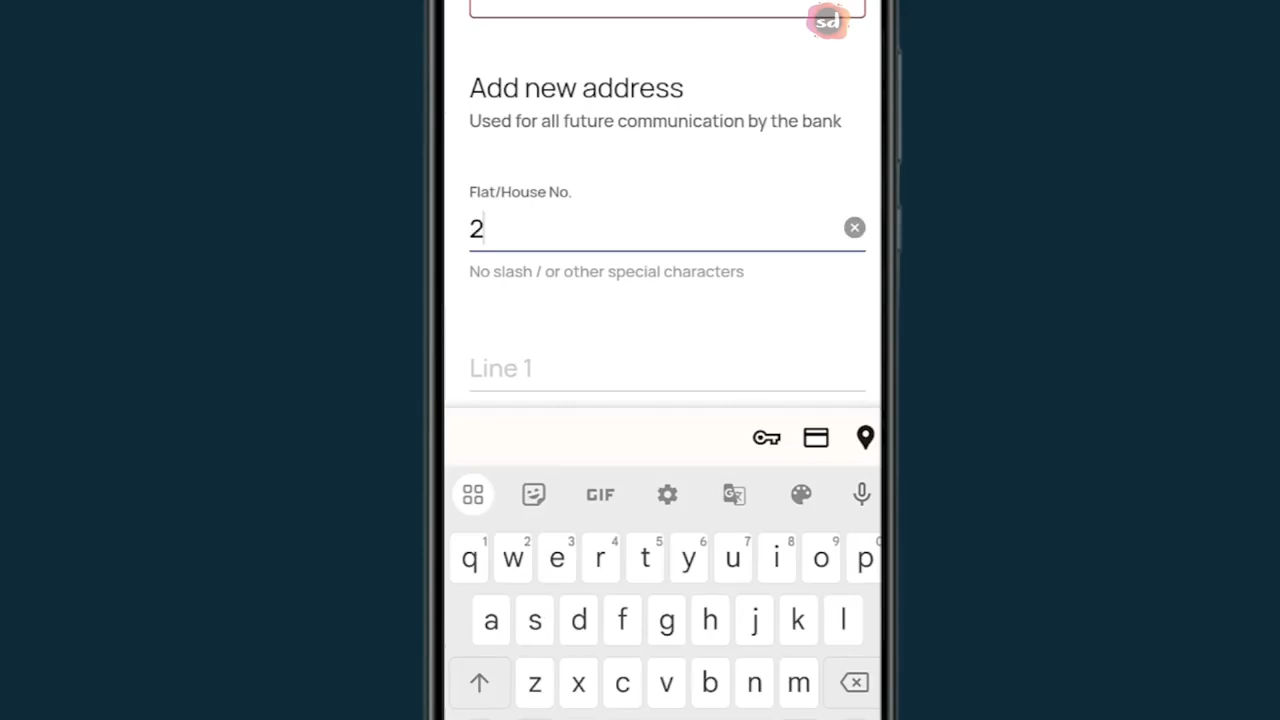 sd
Add new address
Used for all future communication by the bank
Flat/House No.
2
No slash / or other special characters
Line 1
GIF
1 2 3 4 5 6 7 8 9 0
q w e r t y u i o p
a s d f g h j k l
z x c v b n m